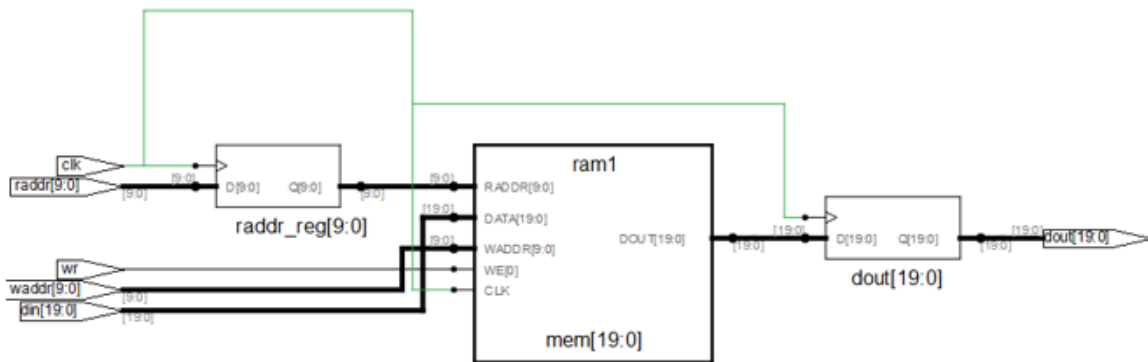 clk
raddr[9:0]
[9:0]
[9:0]
D[9:0]
Q[9:0]
[9:0]
raddr_reg[9:0]
[9:0]
[19:0]
[9:0]
ram1
RADDR[9:0]
DATA[19:0]
WADDR[9:0]
WE[0]
CLK
DOUT[19:0]
mem[19:0]
wr
waddr[9:0]
[9:0]
din[19:0]
[19:0]
[19:0]
[19:0]
D[19:0]
Q[19:0]
[19:0]
[19:0]
dout[19:0]
dout[19:0]